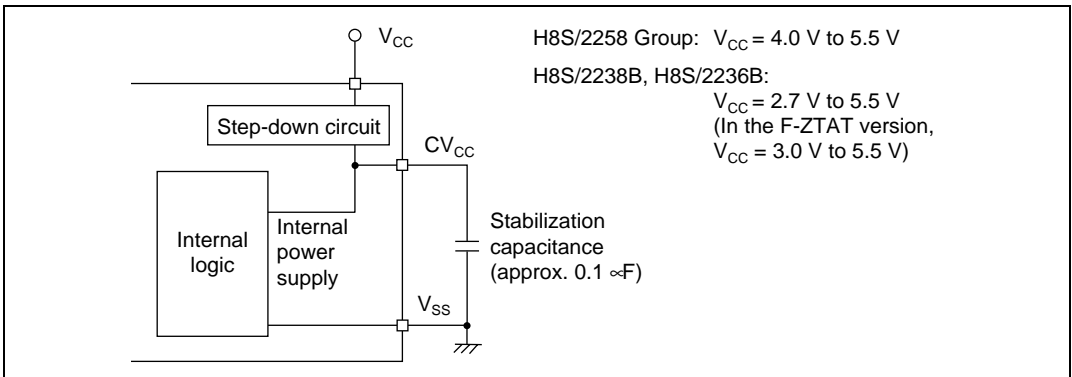 V_CC
H8S/2258 Group: V_CC = 4.0 V to 5.5 V
H8S/2238B, H8S/2236B:
V_CC = 2.7 V to 5.5 V
(In the F-ZTAT version,
V_CC = 3.0 V to 5.5 V)
Step-down circuit
CV_CC
Internal
logic
Internal
power
supply
Stabilization
capacitance
(approx. 0.1 ∝F)
V_SS